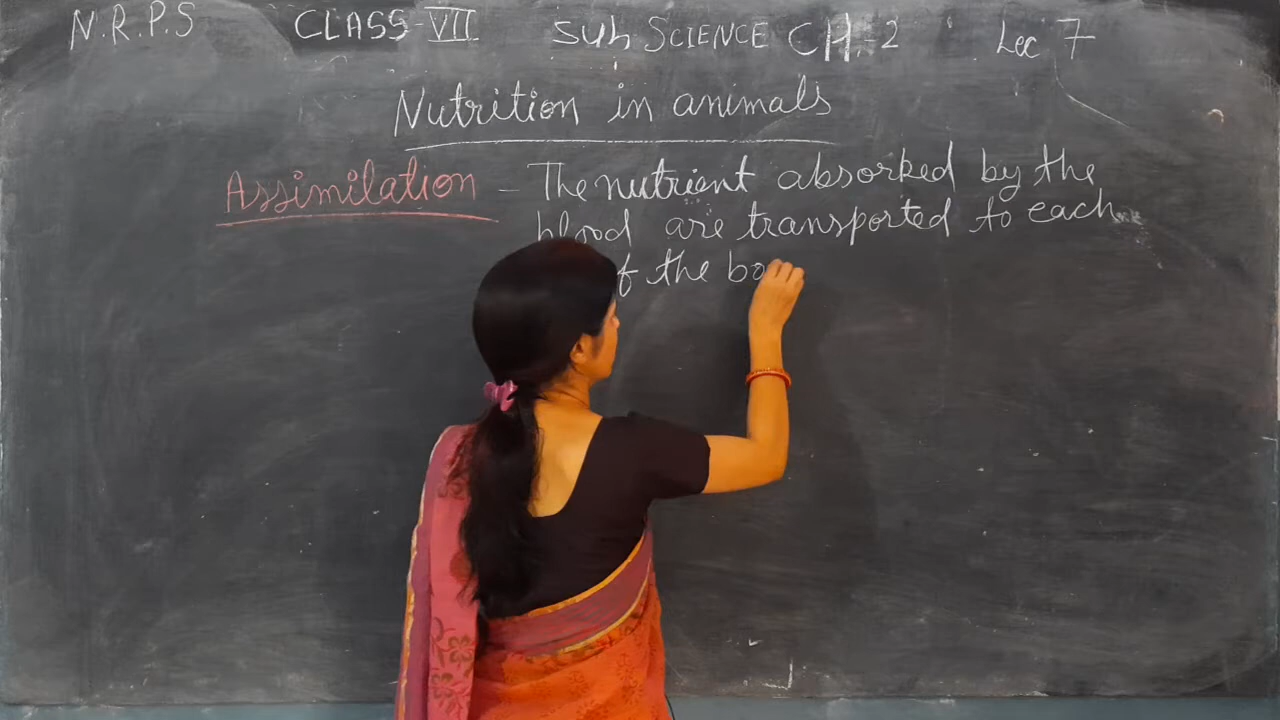 N.R.P.S CLASS-VII Sub SCIENCE CH.-2 Lec 7
Nutrition in animals
Assimilation - The nutrient absorked by the
blood are transported to each
the bo